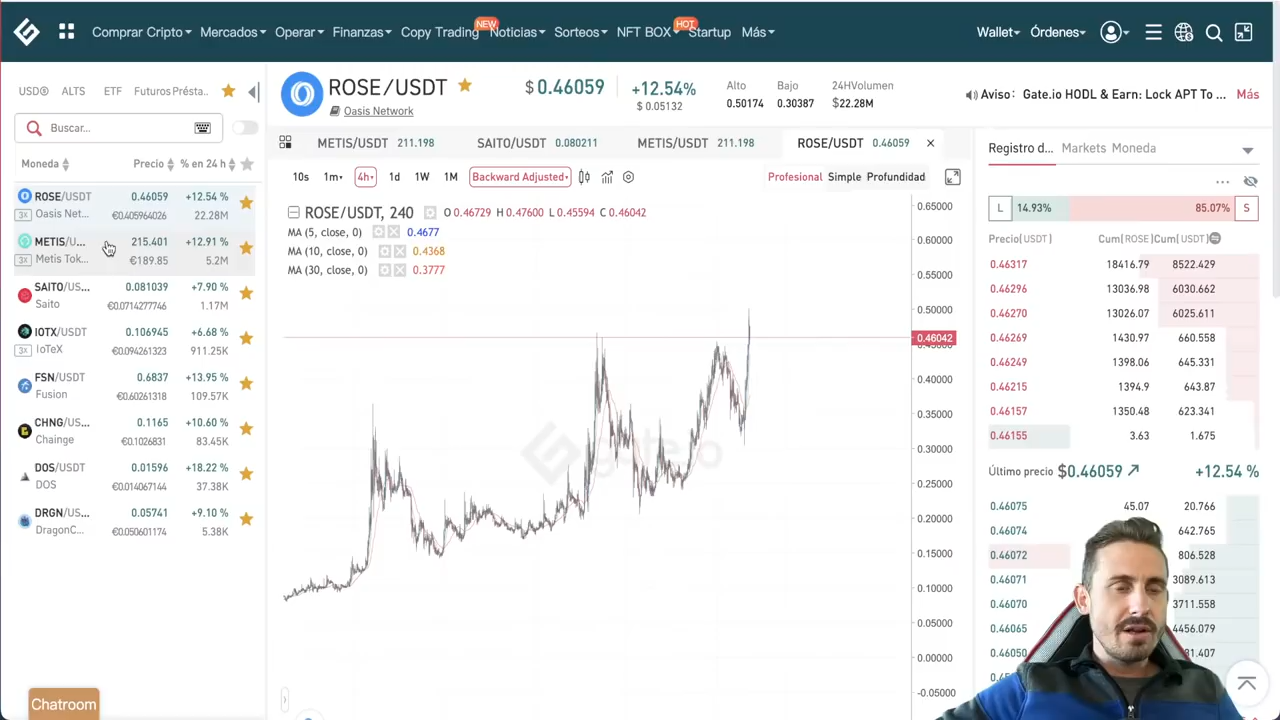 Comprar Cripto Mercados Operar Finanzas Copy Trading NEW Noticias Sorteos NFT BOX HOT Startup Más Wallet Órdenes
USD® ALTS ETF Futuros Présta..
Buscar...
Moneda Precio % en 24 h
ROSE/USDT 0.46059 +12.54 %
3X Oasis Net... €0.405964026 22.28M
METIS/U... 215.401 +12.91 %
3X Metis Tok... €189.85 5.2M
SAITO/US... 0.081039 +7.90 %
Saito €0.0714277746 1.17M
IOTX/USDT 0.106945 +6.68 %
3X IoTeX €0.094261323 911.25K
FSN/USDT 0.6837 +13.95 %
Fusion €0.60261318 109.57K
CHNG/US... 0.1165 +10.60 %
Chainge €0.1026831 83.45K
DOS/USDT 0.01596 +18.22 %
DOS €0.014067144 37.38K
DRGN/US... 0.05741 +9.10 %
DragonC... €0.050601174 5.38K
Chatroom
ROSE/USDT
Oasis Network
$ 0.46059
+12.54%
$ 0.05132
Alto Bajo 24HVolumen
0.50174 0.30387 $22.28M
Aviso: Gate.io HODL & Earn: Lock APT To ... Más
METIS/USDT 211.198 SAITO/USDT 0.080211 METIS/USDT 211.198 ROSE/USDT 0.46059
10s 1m 4h 1d 1W 1M Backward Adjusted Profesional Simple Profundidad
ROSE/USDT, 240 O 0.46729 H 0.47600 L 0.45594 C 0.46042
MA (5, close, 0) 0.4677
MA (10, close, 0) 0.4368
MA (30, close, 0) 0.3777
gate.io
0.65000
0.60000
0.55000
0.50000
0.46042
0.40000
0.35000
0.30000
0.25000
0.20000
0.15000
0.10000
0.05000
0.00000
-0.05000
Registro d... Markets Moneda
L 14.93% 85.07% S
Precio(USDT) Cum(ROSE) Cum(USDT)
0.46317 18416.79 8522.429
0.46296 13036.98 6030.662
0.46270 13026.07 6025.611
0.46269 1430.97 660.558
0.46249 1398.06 645.331
0.46215 1394.9 643.87
0.46157 1350.48 623.341
0.46155 3.63 1.675
Último precio $0.46059 +12.54 %
0.46075 45.07 20.766
0.46074 642.765
0.46072 806.528
0.46071 3089.613
0.46070 3711.558
0.46065 4456.079
0.46050